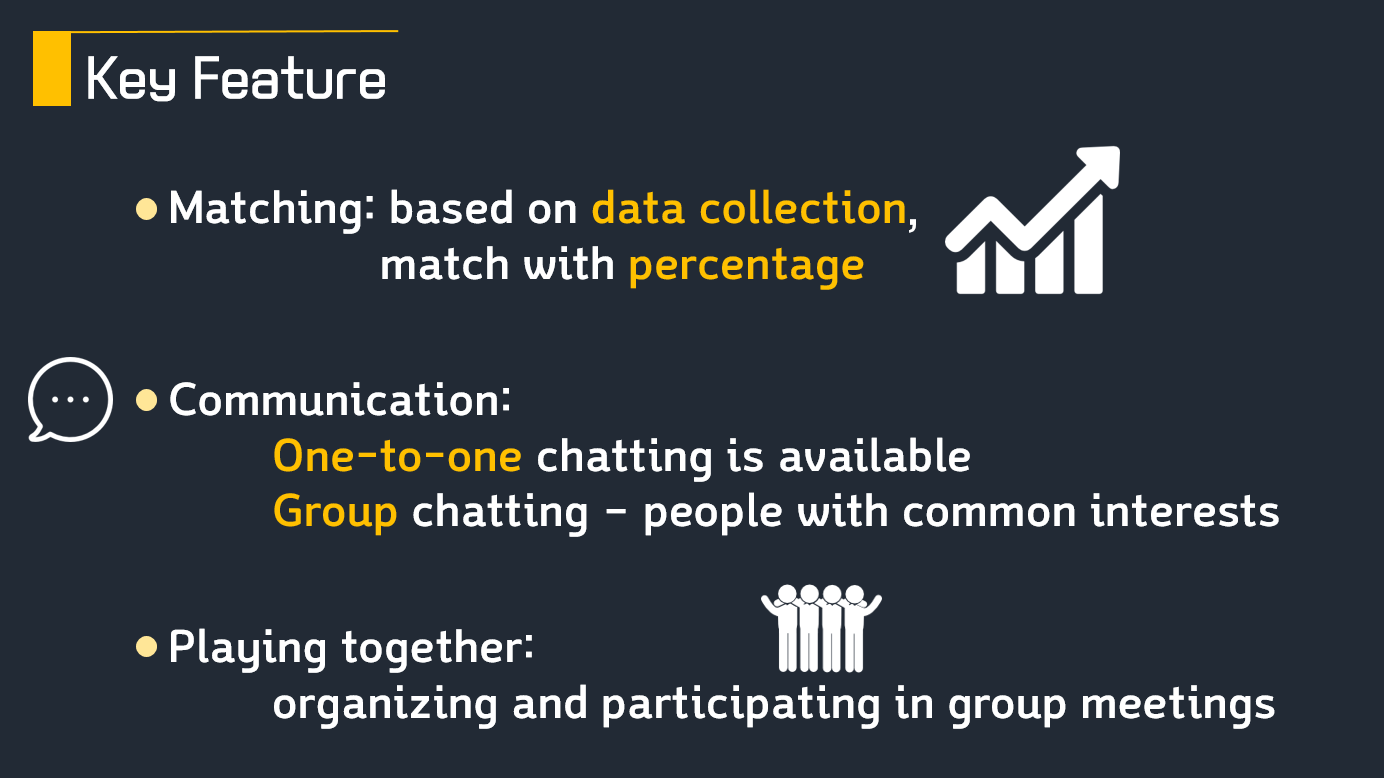 Key Feature
Matching: based on data collection,
match with percentage
Communication:
One-to-one chatting is available
Group chatting - people with common interests
Playing together:
organizing and participating in group meetings